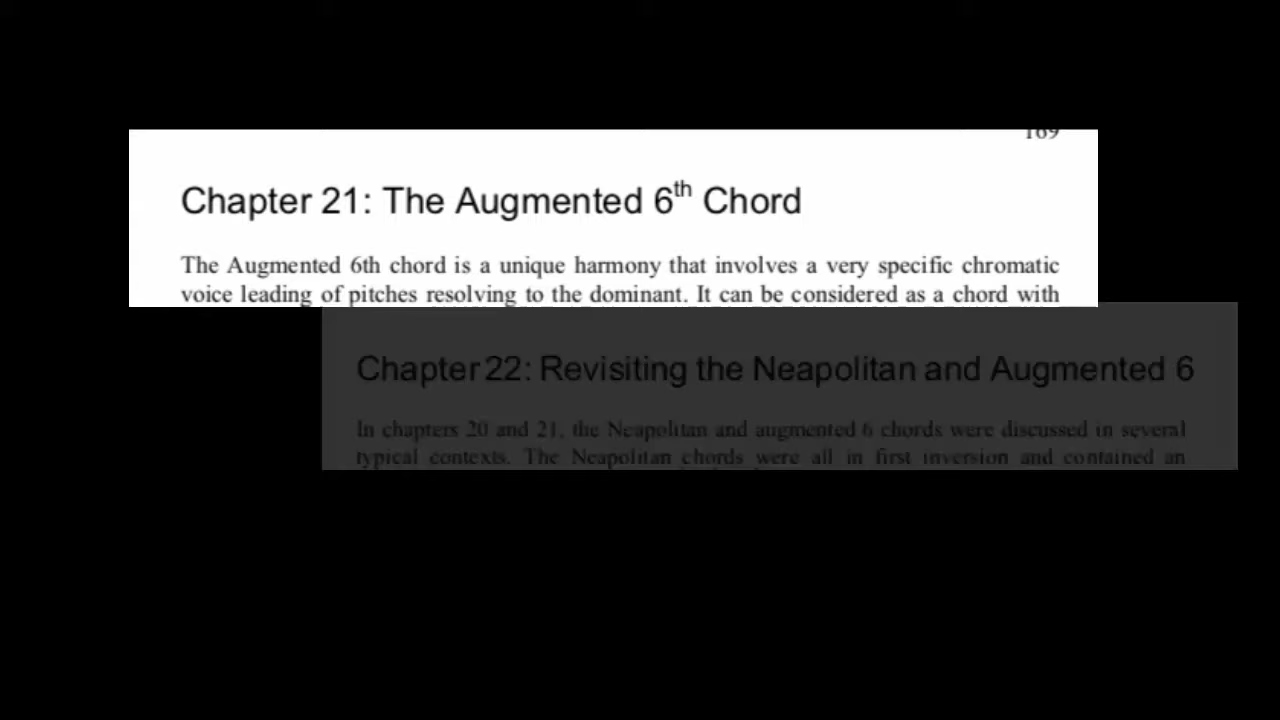 169
Chapter 21: The Augmented 6th Chord
The Augmented 6th chord is a unique harmony that involves a very specific chromatic
voice leading of pitches resolving to the dominant. It can be considered as a chord with
Chapter 22: Revisiting the Neapolitan and Augmented 6
In chapters 20 and 21, the Neapolitan and augmented 6 chords were discussed in several
typical contexts. The Neapolitan chords were all in first inversion and contained an